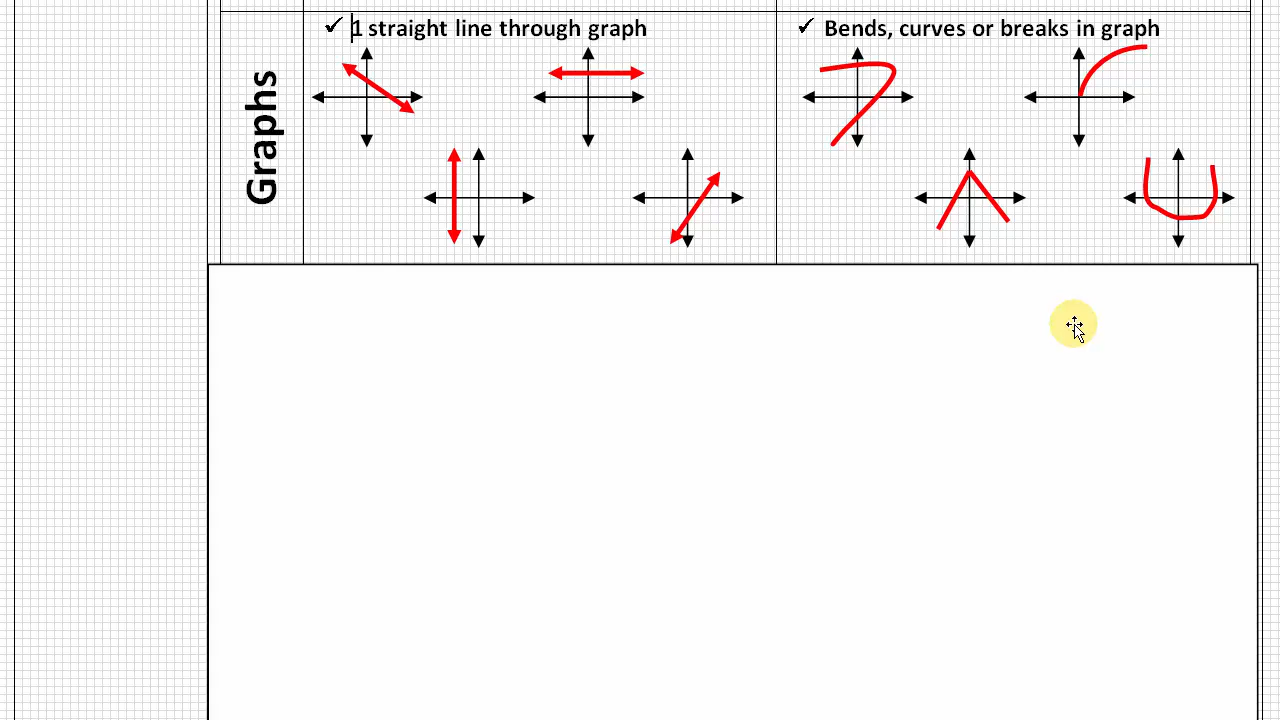 ✓ 1 straight line through graph
✓ Bends, curves or breaks in graph
Graphs